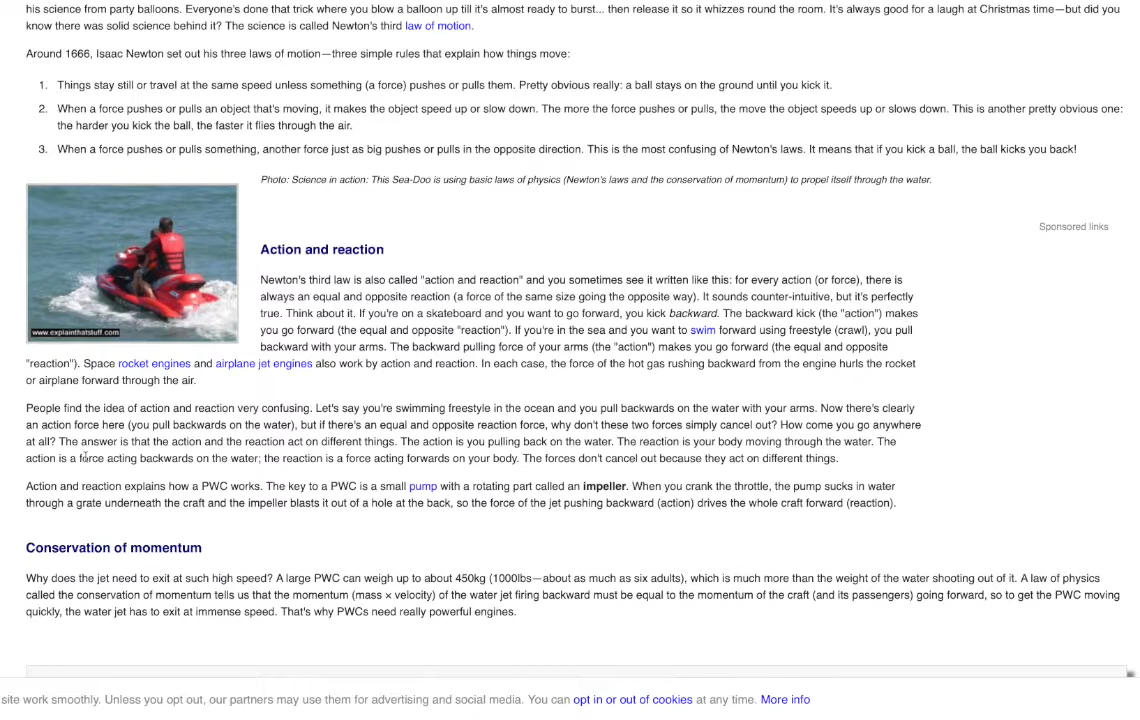 his science from party balloons. Everyone's done that trick where you blow a balloon up till it's almost ready to burst... then release it so it whizzes round the room. It's always good for a laugh at Christmas time—but did you
know there was solid science behind it? The science is called Newton's third law of motion.
Around 1666, Isaac Newton set out his three laws of motion—three simple rules that explain how things move:
1. Things stay still or travel at the same speed unless something (a force) pushes or pulls them. Pretty obvious really: a ball stays on the ground until you kick it.
2. When a force pushes or pulls an object that's moving, it makes the object speed up or slow down. The more the force pushes or pulls, the move the object speeds up or slows down. This is another pretty obvious one:
the harder you kick the ball, the faster it flies through the air.
3. When a force pushes or pulls something, another force just as big pushes or pulls in the opposite direction. This is the most confusing of Newton's laws. It means that if you kick a ball, the ball kicks you back!
Photo: Science in action: This Sea-Doo is using basic laws of physics (Newton's laws and the conservation of momentum) to propel itself through the water.
www.explainthatstuff.com
Sponsored links
Action and reaction
Newton's third law is also called "action and reaction" and you sometimes see it written like this: for every action (or force), there is
always an equal and opposite reaction (a force of the same size going the opposite way). It sounds counter-intuitive, but it's perfectly
true. Think about it. If you're on a skateboard and you want to go forward, you kick backward. The backward kick (the "action") makes
you go forward (the equal and opposite "reaction"). If you're in the sea and you want to swim forward using freestyle (crawl), you pull
backward with your arms. The backward pulling force of your arms (the "action") makes you go forward (the equal and opposite
"reaction"). Space rocket engines and airplane jet engines also work by action and reaction. In each case, the force of the hot gas rushing backward from the engine hurls the rocket
or airplane forward through the air.
People find the idea of action and reaction very confusing. Let's say you're swimming freestyle in the ocean and you pull backwards on the water with your arms. Now there's clearly
an action force here (you pull backwards on the water), but if there's an equal and opposite reaction force, why don't these two forces simply cancel out? How come you go anywhere
at all? The answer is that the action and the reaction act on different things. The action is you pulling back on the water. The reaction is your body moving through the water. The
action is a force acting backwards on the water; the reaction is a force acting forwards on your body. The forces don't cancel out because they act on different things.
Action and reaction explains how a PWC works. The key to a PWC is a small pump with a rotating part called an impeller. When you crank the throttle, the pump sucks in water
through a grate underneath the craft and the impeller blasts it out of a hole at the back, so the force of the jet pushing backward (action) drives the whole craft forward (reaction).
Conservation of momentum
Why does the jet need to exit at such high speed? A large PWC can weigh up to about 450kg (1000lbs—about as much as six adults), which is much more than the weight of the water shooting out of it. A law of physics
called the conservation of momentum tells us that the momentum (mass × velocity) of the water jet firing backward must be equal to the momentum of the craft (and its passengers) going forward, so to get the PWC moving
quickly, the water jet has to exit at immense speed. That's why PWCs need really powerful engines.
site work smoothly. Unless you opt out, our partners may use them for advertising and social media. You can opt in or out of cookies at any time. More info